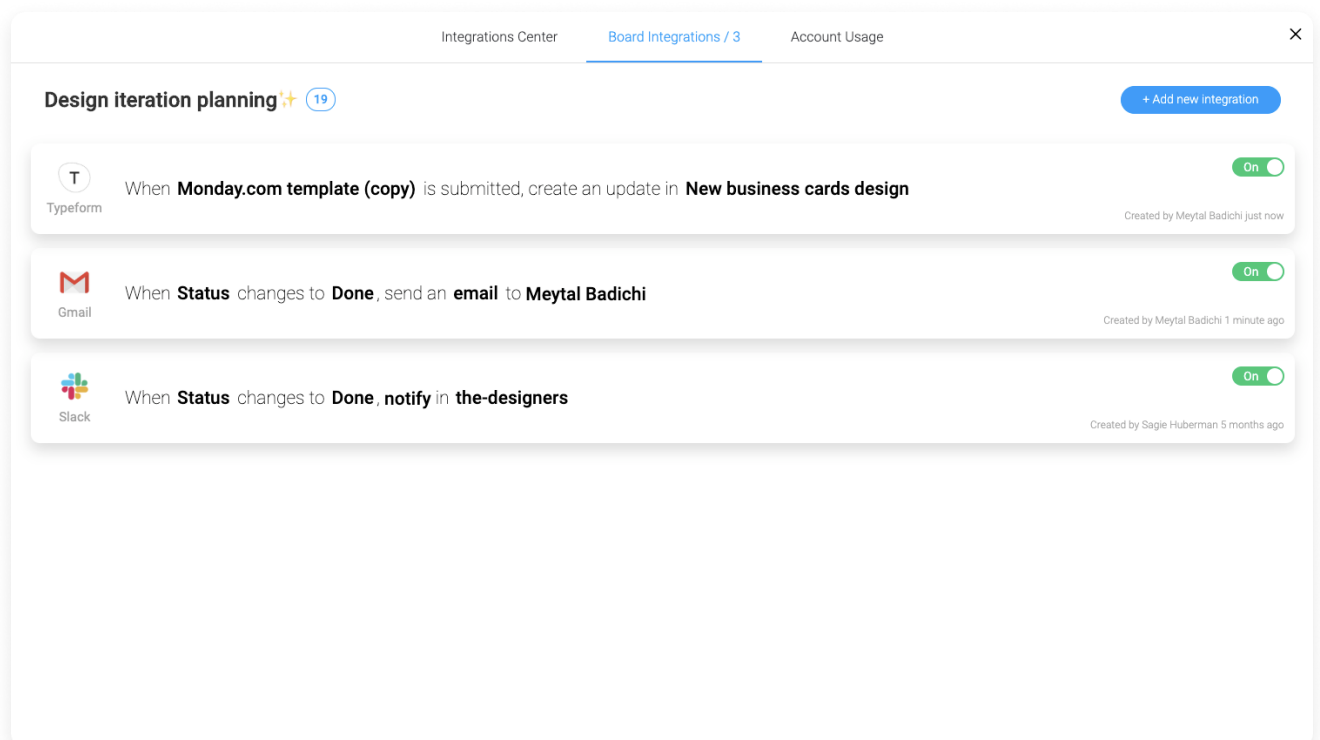 Integrations Center Board Integrations / 3 Account Usage
Design iteration planning✨ 19
+ Add new integration
T
Typeform
When Monday.com template (copy) is submitted, create an update in New business cards design
On
Created by Meytal Badichi just now
Gmail
When Status changes to Done, send an email to Meytal Badichi
On
Created by Meytal Badichi 1 minute ago
Slack
When Status changes to Done, notify in the-designers
On
Created by Sagie Huberman 5 months ago